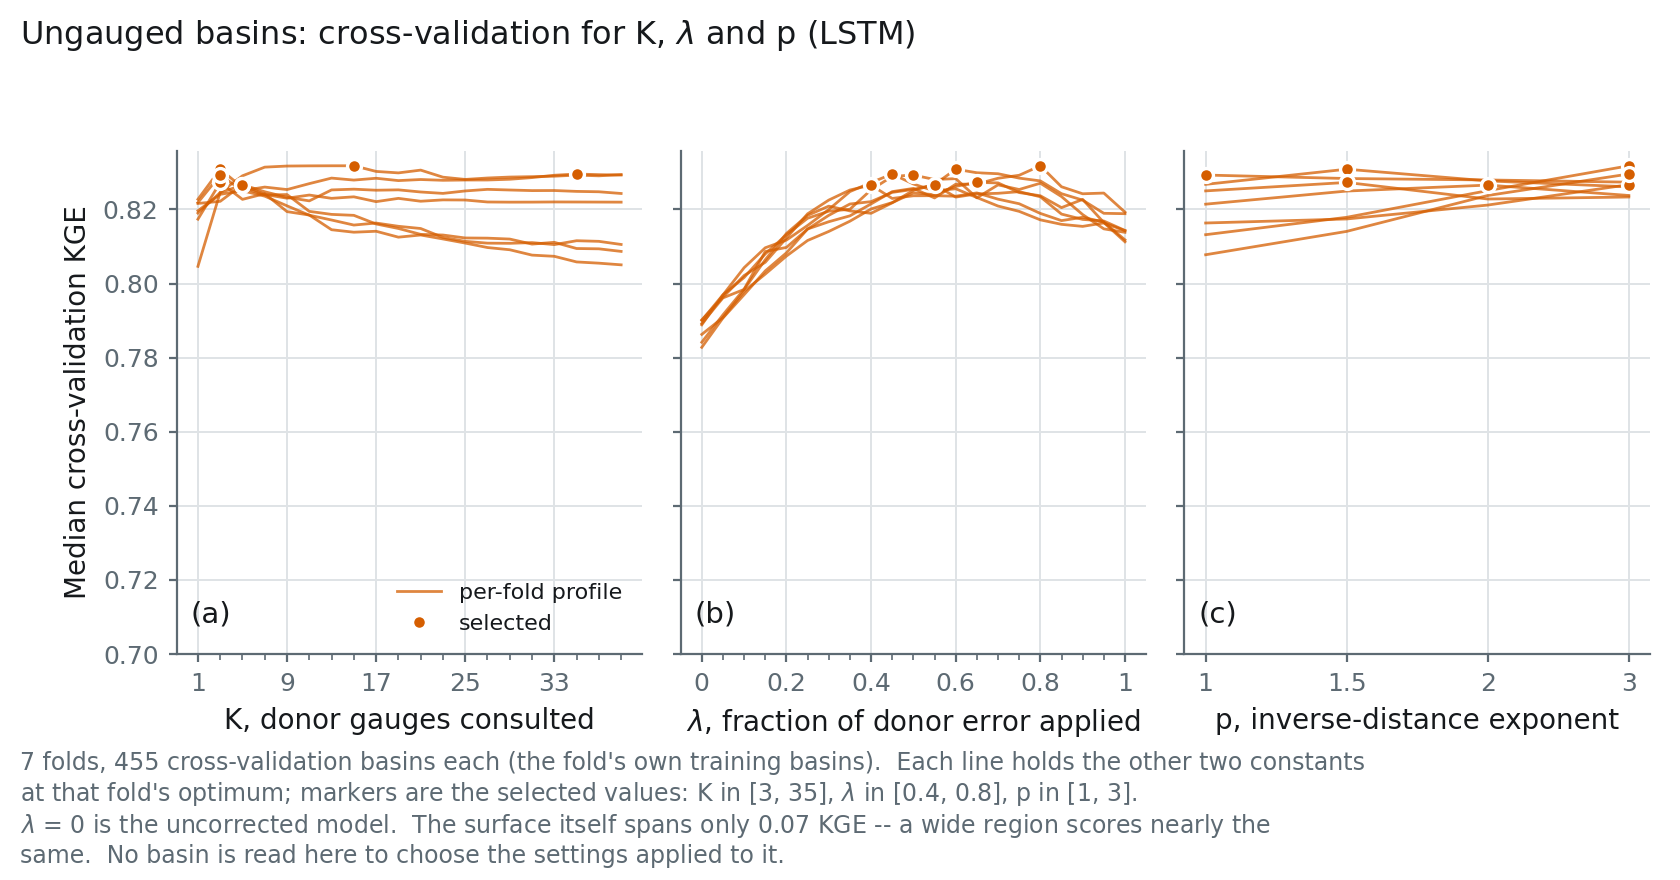 Ungauged basins: cross-validation for K, λ and p (LSTM)
Median cross-validation KGE
0.82
0.80
0.78
0.76
0.74
0.72
0.70
(a)
per-fold profile
selected
1 9 17 25 33
K, donor gauges consulted
(b)
0 0.2 0.4 0.6 0.8 1
λ, fraction of donor error applied
(c)
1 1.5 2 3
p, inverse-distance exponent
7 folds, 455 cross-validation basins each (the fold's own training basins).  Each line holds the other two constants
at that fold's optimum; markers are the selected values: K in [3, 35], λ in [0.4, 0.8], p in [1, 3].
λ = 0 is the uncorrected model.  The surface itself spans only 0.07 KGE -- a wide region scores nearly the
same.  No basin is read here to choose the settings applied to it.